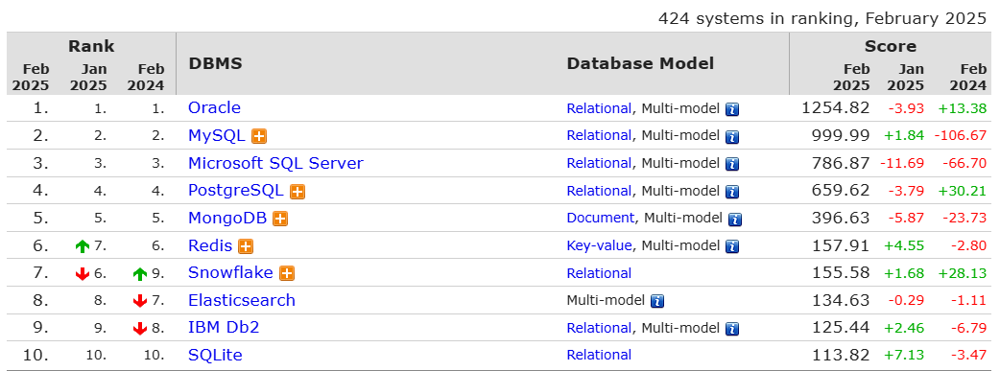 424 systems in ranking, February 2025
Rank DBMS Database Model Score
Feb 2025 Jan 2025 Feb 2024 Feb 2025 Jan 2025 Feb 2024
1. 1. 1. Oracle Relational, Multi-model i 1254.82 -3.93 +13.38
2. 2. 2. MySQL + Relational, Multi-model i 999.99 +1.84 -106.67
3. 3. 3. Microsoft SQL Server Relational, Multi-model i 786.87 -11.69 -66.70
4. 4. 4. PostgreSQL + Relational, Multi-model i 659.62 -3.79 +30.21
5. 5. 5. MongoDB + Document, Multi-model i 396.63 -5.87 -23.73
6. 7. 6. Redis + Key-value, Multi-model i 157.91 +4.55 -2.80
7. 6. 9. Snowflake + Relational 155.58 +1.68 +28.13
8. 8. 7. Elasticsearch Multi-model i 134.63 -0.29 -1.11
9. 9. 8. IBM Db2 Relational, Multi-model i 125.44 +2.46 -6.79
10. 10. 10. SQLite Relational 113.82 +7.13 -3.47